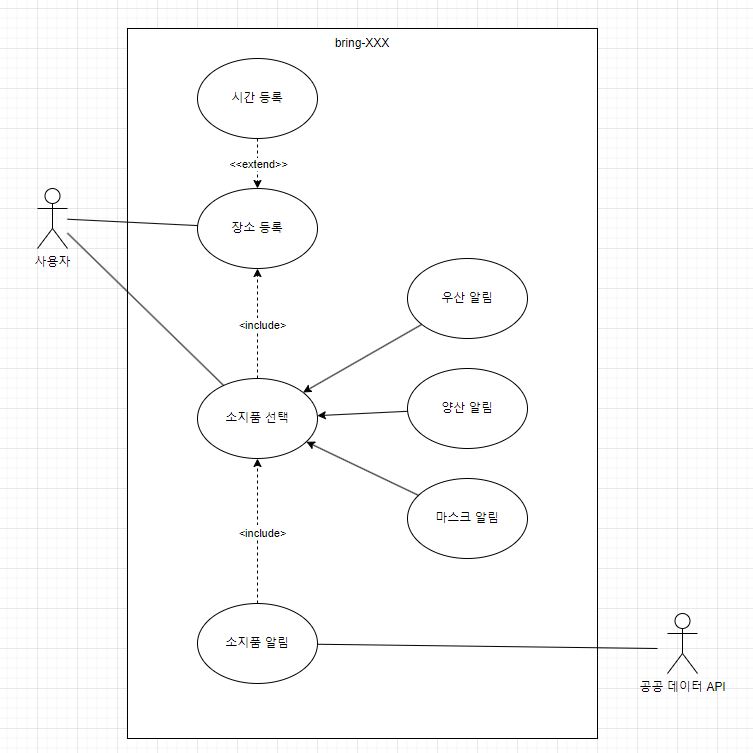 bring-XXX
시간 등록
<<extend>>
장소 등록
사용자
우산 알림
<include>
양산 알림
소지품 선택
마스크 알림
<include>
소지품 알림
공공 데이터 API